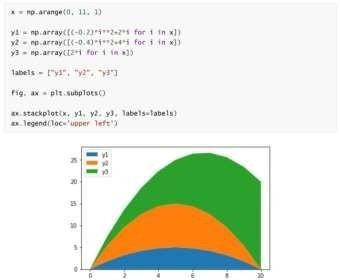 x = np.arange(0, 11, 1)
y1 = np.array([(-0.2)*i**2+2*i for i in x])
y2 = np.array([(-0.4)*i**2+4*i for i in x])
y3 = np.array([2*i for i in x])
labels = ["y1", "y2", "y3"]
fig, ax = plt.subplots()
ax.stackplot(x, y1, y2, y3, labels=labels)
ax.legend(loc='upper left')
y1
y2
y3
25
20
15
10
5
0
0 2 4 6 8 10